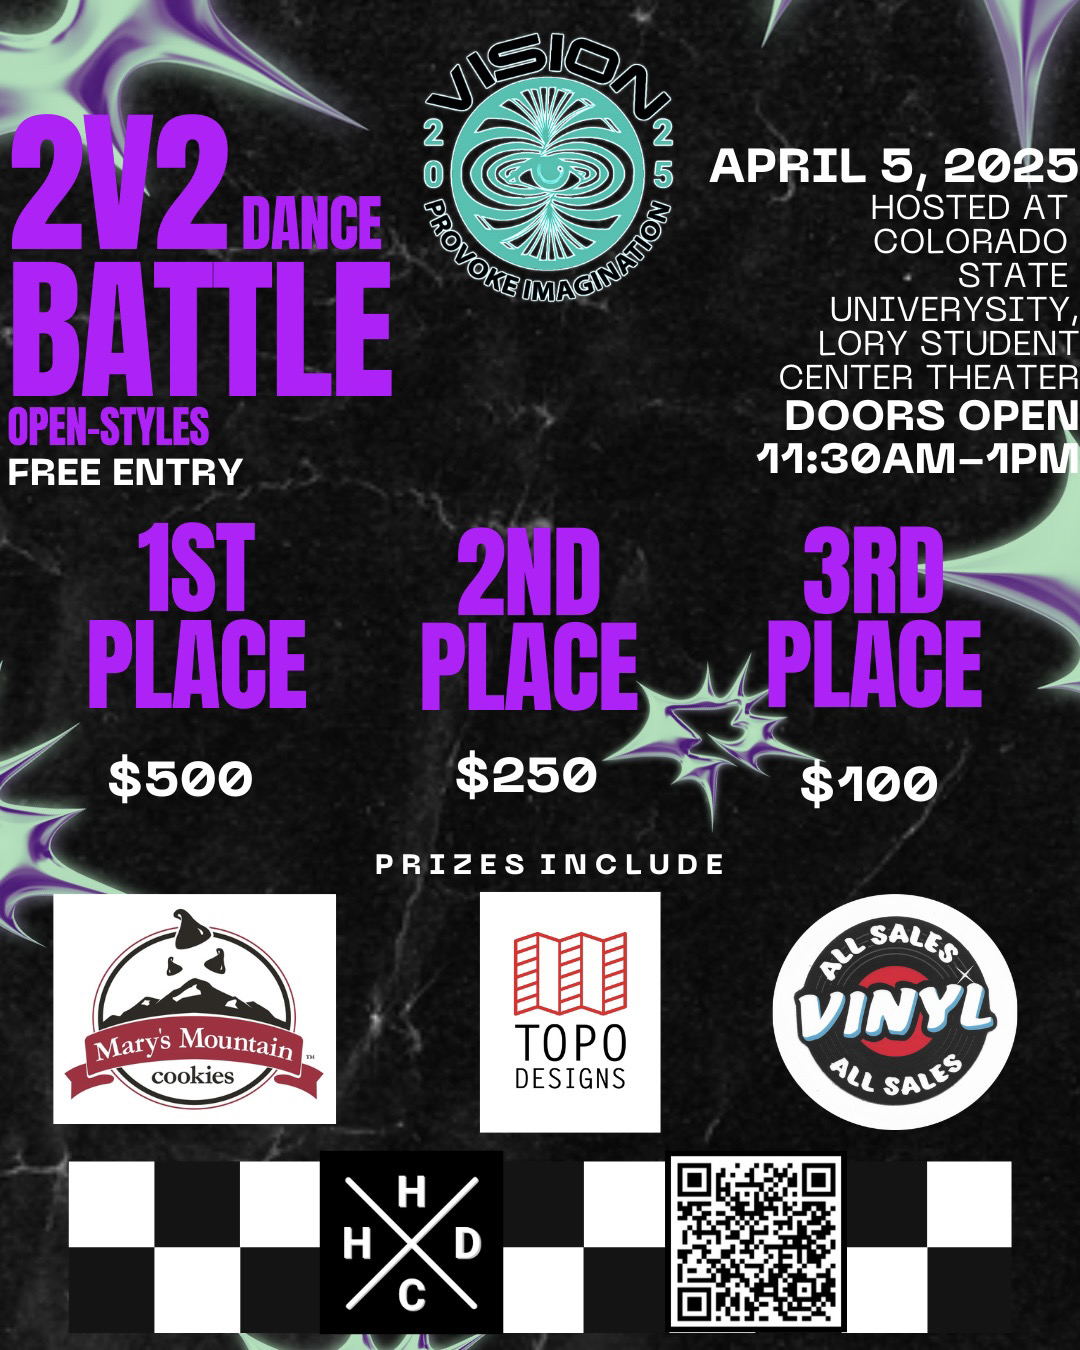 VISION
2025
PROVOKE IMAGINATION
2V2 DANCE
BATTLE
OPEN-STYLES
FREE ENTRY
APRIL 5, 2025
HOSTED AT
COLORADO
STATE
UNIVERYSITY,
LORY STUDENT
CENTER THEATER
DOORS OPEN
11:30AM–1PM
1ST
PLACE
$500
2ND
PLACE
$250
3RD
PLACE
$100
PRIZES INCLUDE
Mary's Mountain™
cookies
TOPO
DESIGNS
ALL SALES
VINYL
ALL SALES
H
H D
C